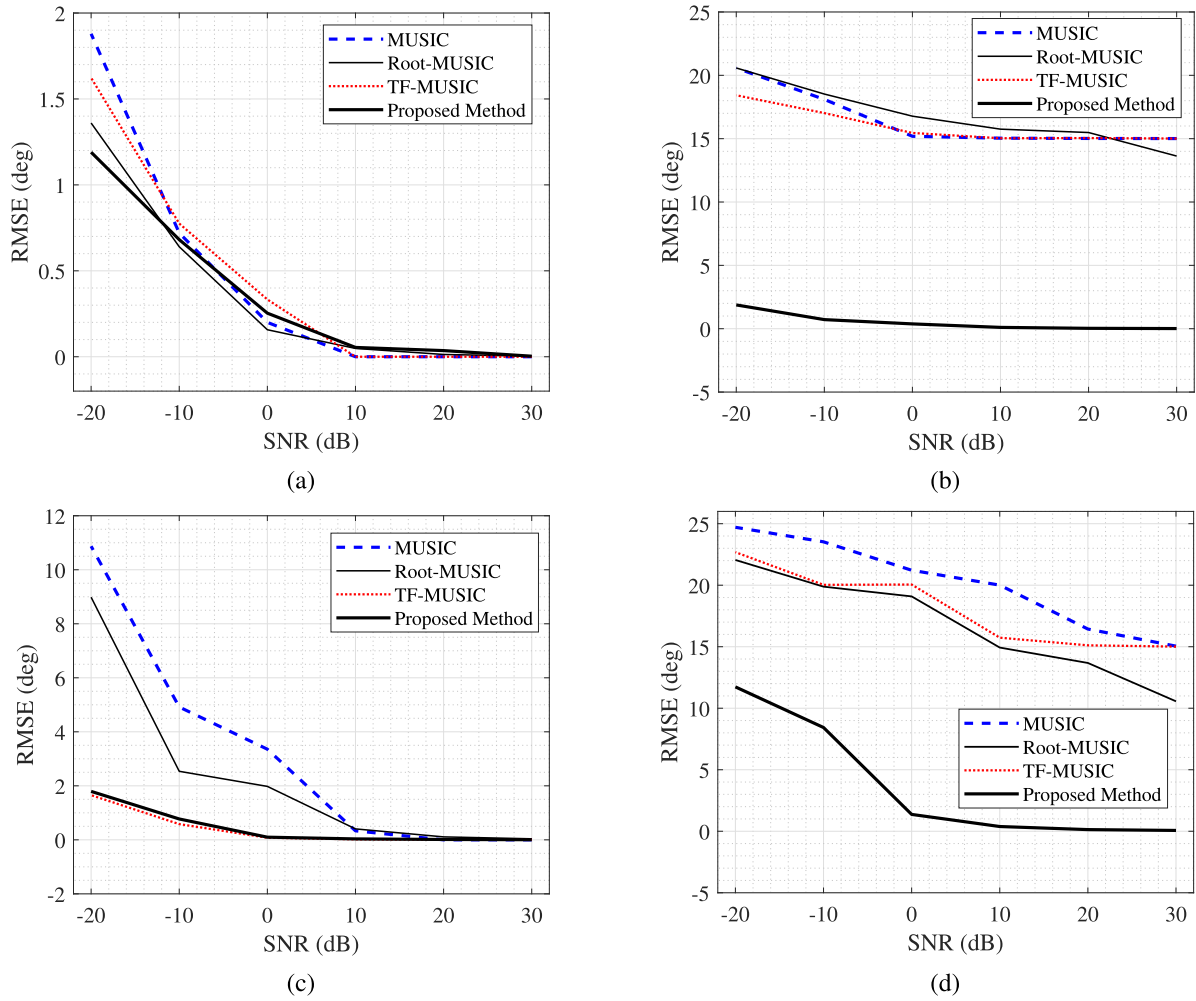 2
1.5
1
0.5
0
RMSE (deg)
-20 -10 0 10 20 30
SNR (dB)
MUSIC
Root-MUSIC
TF-MUSIC
Proposed Method
(a)
25
20
15
10
5
0
-5
RMSE (deg)
-20 -10 0 10 20 30
SNR (dB)
MUSIC
Root-MUSIC
TF-MUSIC
Proposed Method
(b)
12
10
8
6
4
2
0
-2
RMSE (deg)
-20 -10 0 10 20 30
SNR (dB)
MUSIC
Root-MUSIC
TF-MUSIC
Proposed Method
(c)
25
20
15
10
5
0
-5
RMSE (deg)
-20 -10 0 10 20 30
SNR (dB)
MUSIC
Root-MUSIC
TF-MUSIC
Proposed Method
(d)